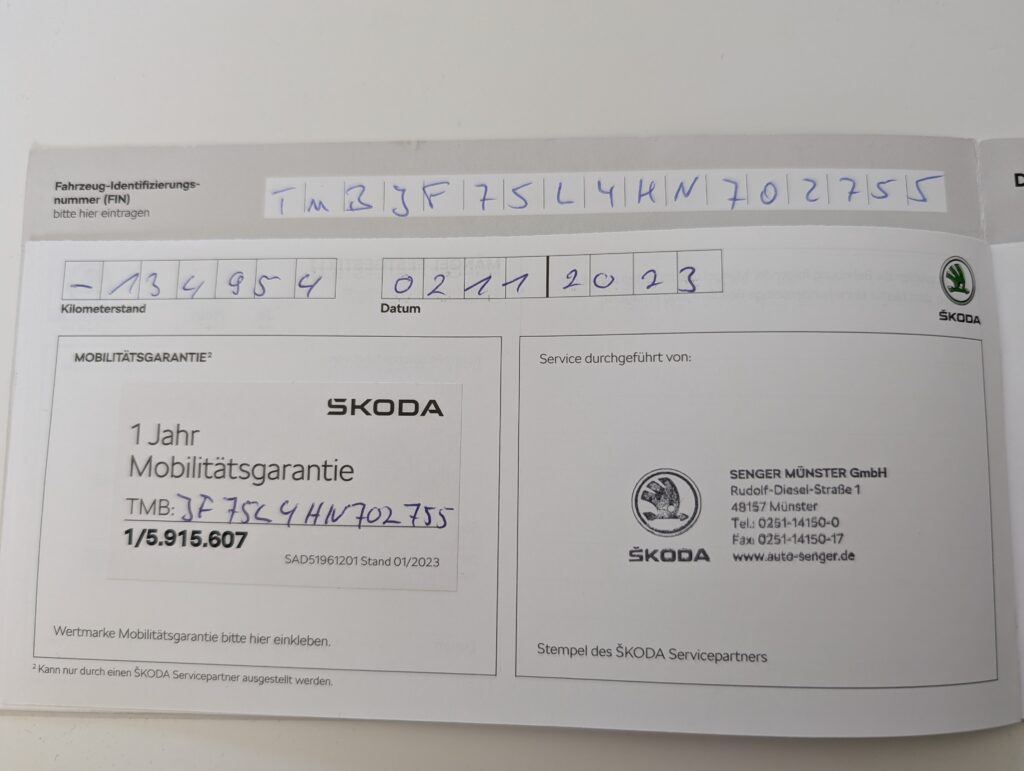 Fahrzeug-Identifizierungs-
nummer (FIN)
bitte hier eintragen
TMBJF75L4HN702755
- 134954
Kilometerstand
02 11 2023
Datum
ŠKODA
MOBILITÄTSGARANTIE²
ŠKODA
1 Jahr
Mobilitätsgarantie
TMB: JF75L4HN702755
1/5.915.607
SAD51961201 Stand 01/2023
Wertmarke Mobilitätsgarantie bitte hier einkleben.
² Kann nur durch einen ŠKODA Servicepartner ausgestellt werden.
Service durchgeführt von:
ŠKODA
SENGER MÜNSTER GmbH
Rudolf-Diesel-Straße 1
48157 Münster
Tel.: 0251-14150-0
Fax: 0251-14150-17
www.auto-senger.de
Stempel des ŠKODA Servicepartners